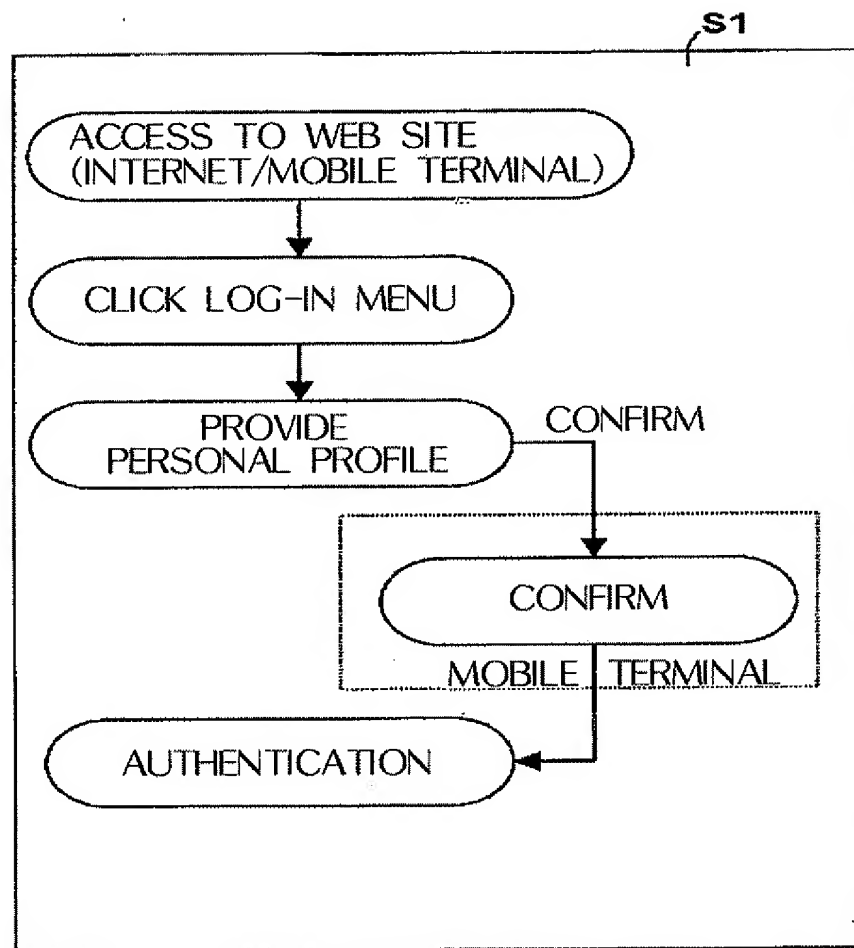 S1
ACCESS TO WEB SITE
(INTERNET/MOBILE TERMINAL)
CLICK LOG-IN MENU
PROVIDE
PERSONAL PROFILE
CONFIRM
CONFIRM
MOBILE TERMINAL
AUTHENTICATION